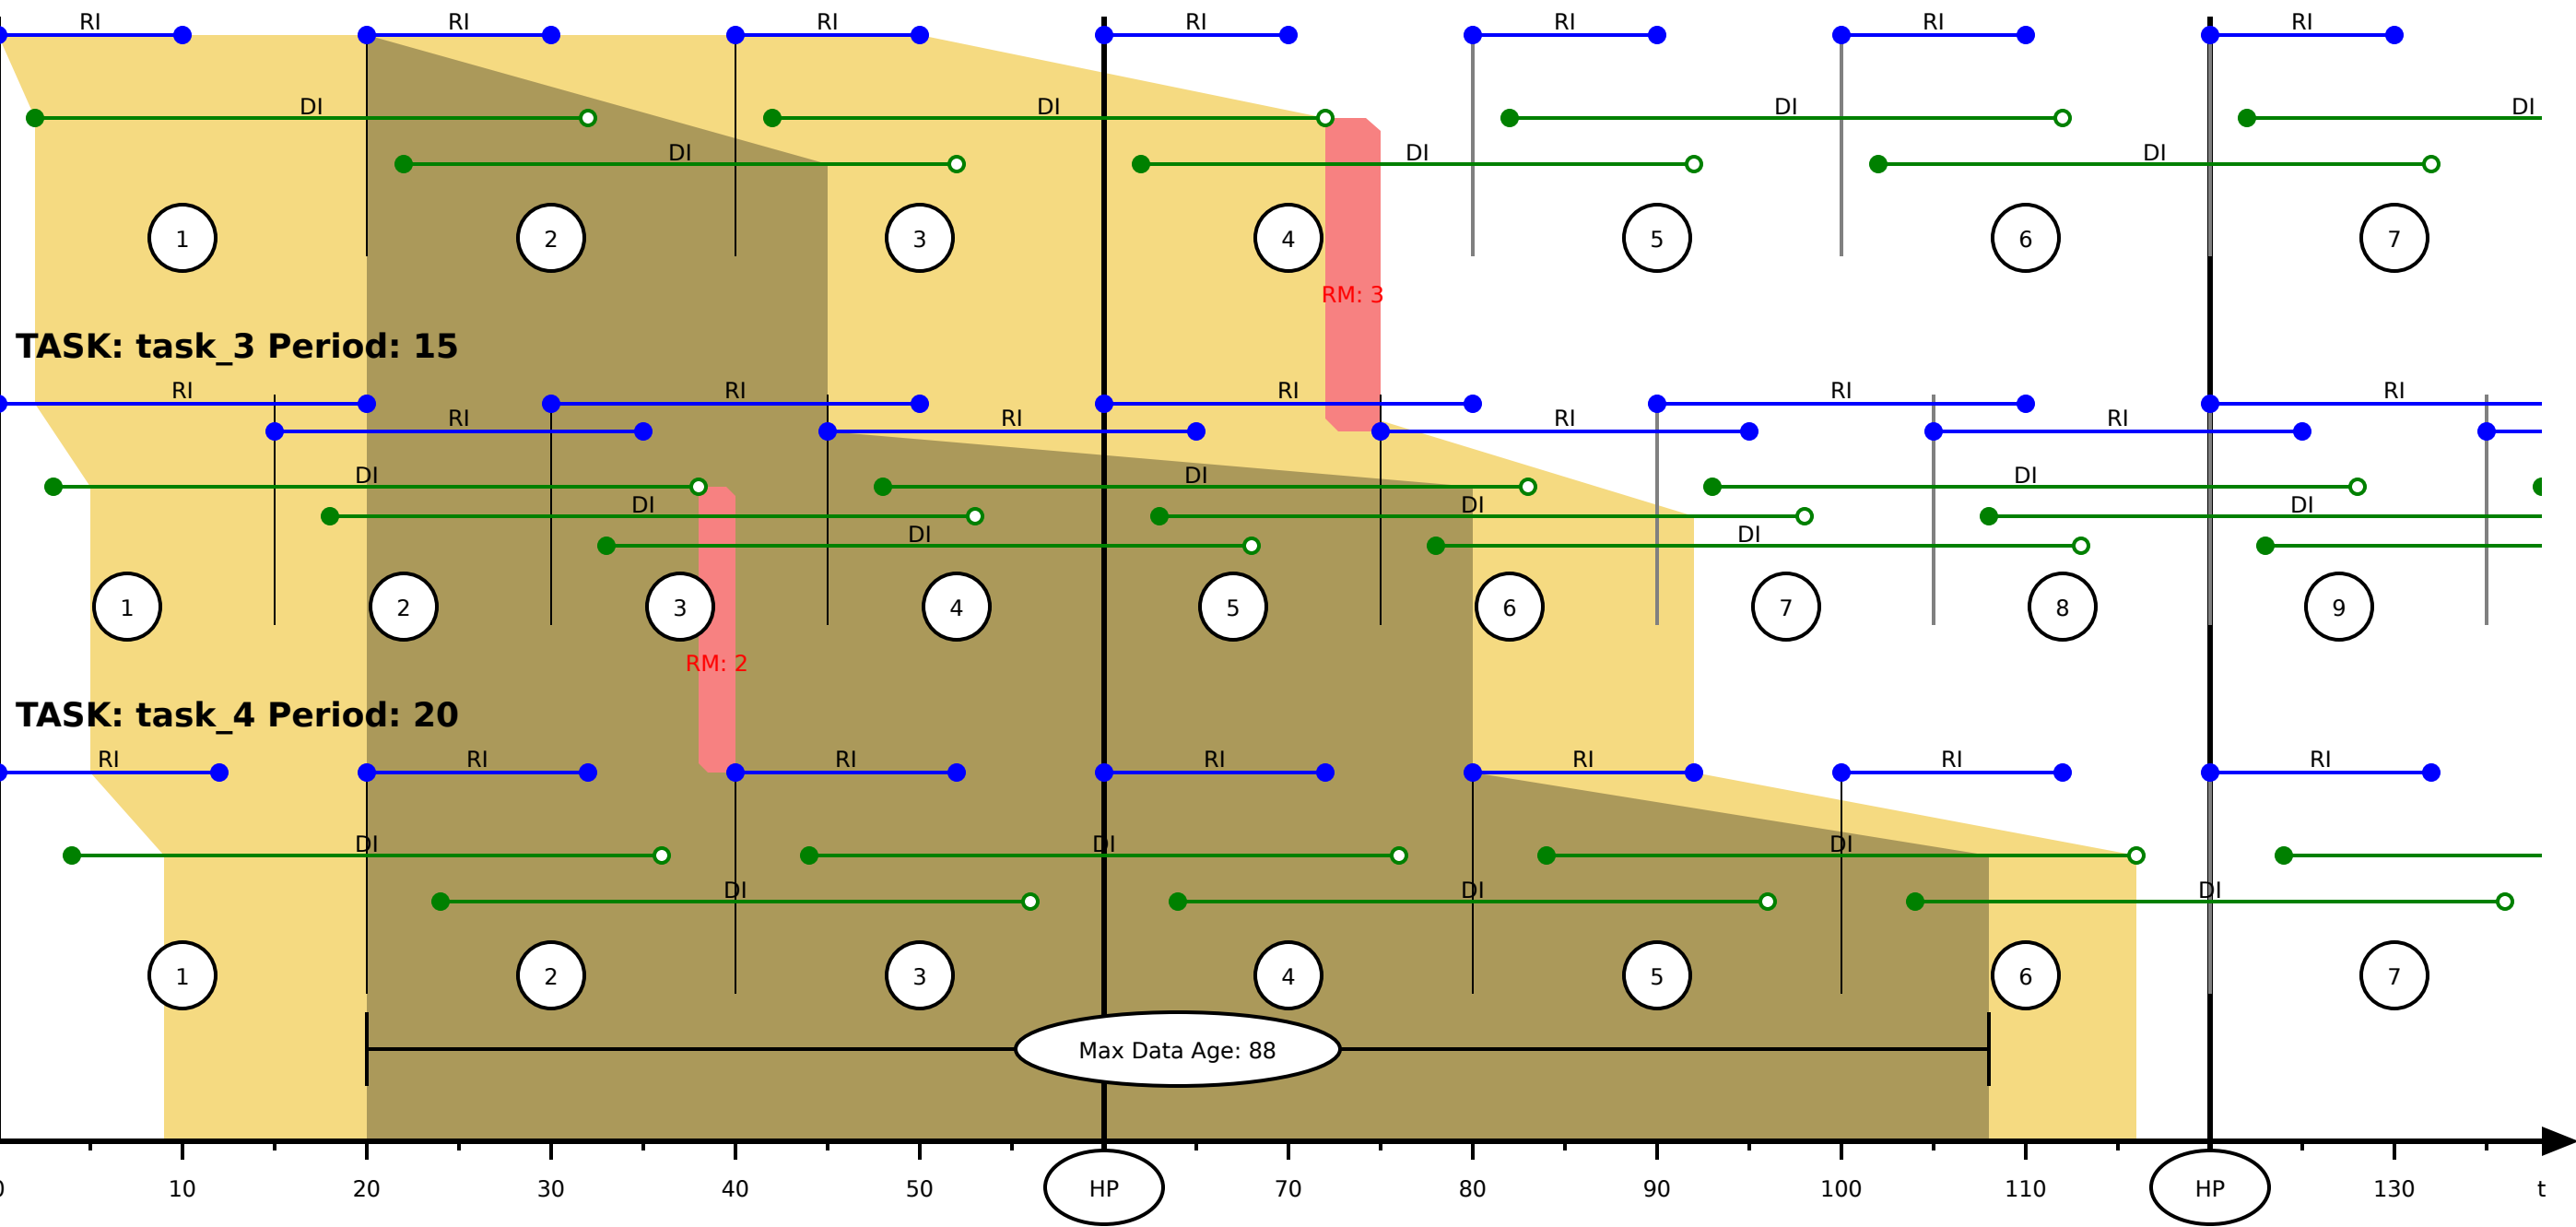 RI RI RI RI RI RI RI
DI DI DI DI
DI DI DI
1 2 3 4 5 6 7
RM: 3
TASK: task_3 Period: 15
RI RI RI RI RI
RI RI RI RI
DI DI DI
DI DI DI
DI DI
1 2 3 4 5 6 7 8 9
RM: 2
TASK: task_4 Period: 20
RI RI RI RI RI RI RI
DI DI DI
DI DI DI
1 2 3 4 5 6 7
Max Data Age: 88
0 10 20 30 40 50 HP 70 80 90 100 110 HP 130 t